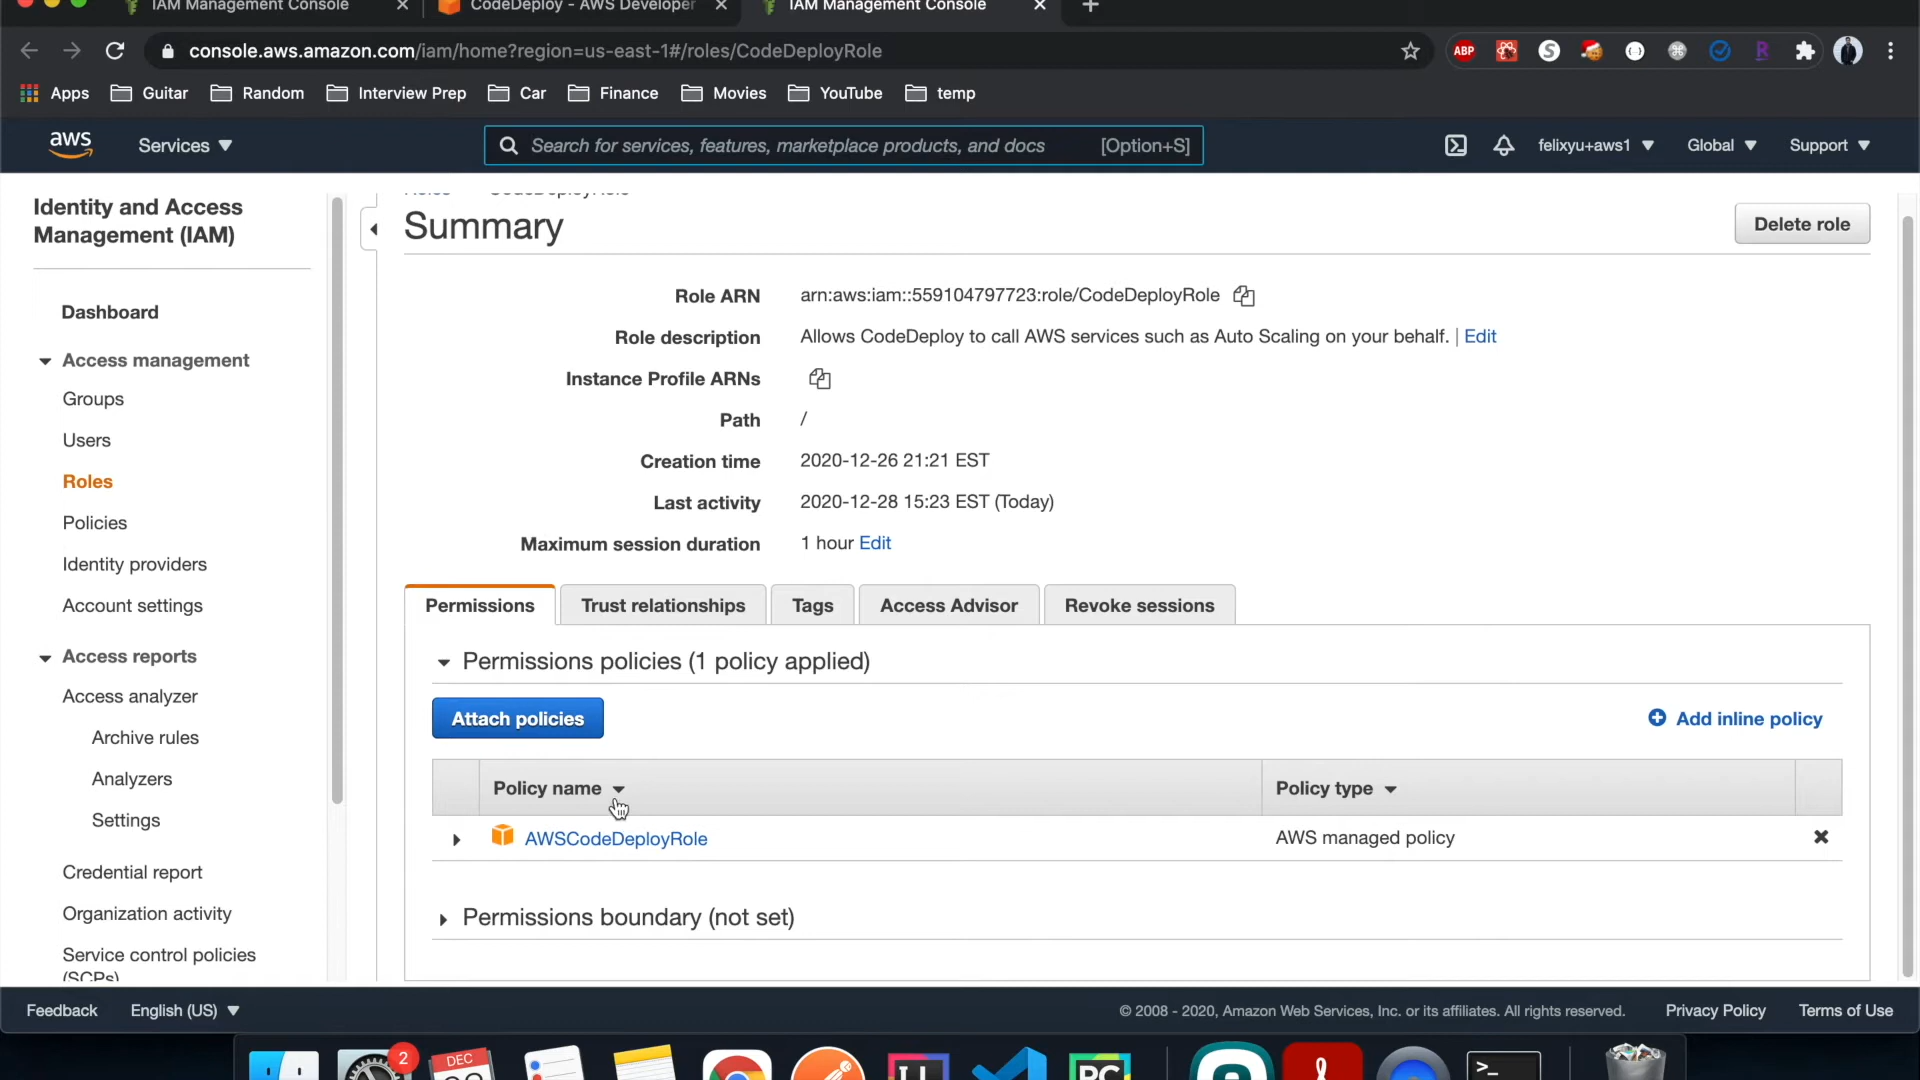 IAM Management Console
CodeDeploy - AWS Developer
IAM Management Console
console.aws.amazon.com/iam/home?region=us-east-1#/roles/CodeDeployRole
ABP
S
R
Apps
Guitar
Random
Interview Prep
Car
Finance
Movies
YouTube
temp
aws
Services
Search for services, features, marketplace products, and docs
[Option+S]
felixyu+aws1
Global
Support
Identity and Access
Management (IAM)
Dashboard
Access management
Groups
Users
Roles
Policies
Identity providers
Account settings
Access reports
Access analyzer
Archive rules
Analyzers
Settings
Credential report
Organization activity
Service control policies
(SCPs)
Roles
CodeDeployRole
Summary
Delete role
Role ARN arn:aws:iam::559104797723:role/CodeDeployRole
Role description Allows CodeDeploy to call AWS services such as Auto Scaling on your behalf. | Edit
Instance Profile ARNs
Path /
Creation time 2020-12-26 21:21 EST
Last activity 2020-12-28 15:23 EST (Today)
Maximum session duration 1 hour Edit
Permissions
Trust relationships
Tags
Access Advisor
Revoke sessions
Permissions policies (1 policy applied)
Attach policies
Add inline policy
Policy name
Policy type
AWSCodeDeployRole
AWS managed policy
Permissions boundary (not set)
Feedback
English (US)
© 2008 - 2020, Amazon Web Services, Inc. or its affiliates. All rights reserved.
Privacy Policy
Terms of Use
2
DEC
PC
>_